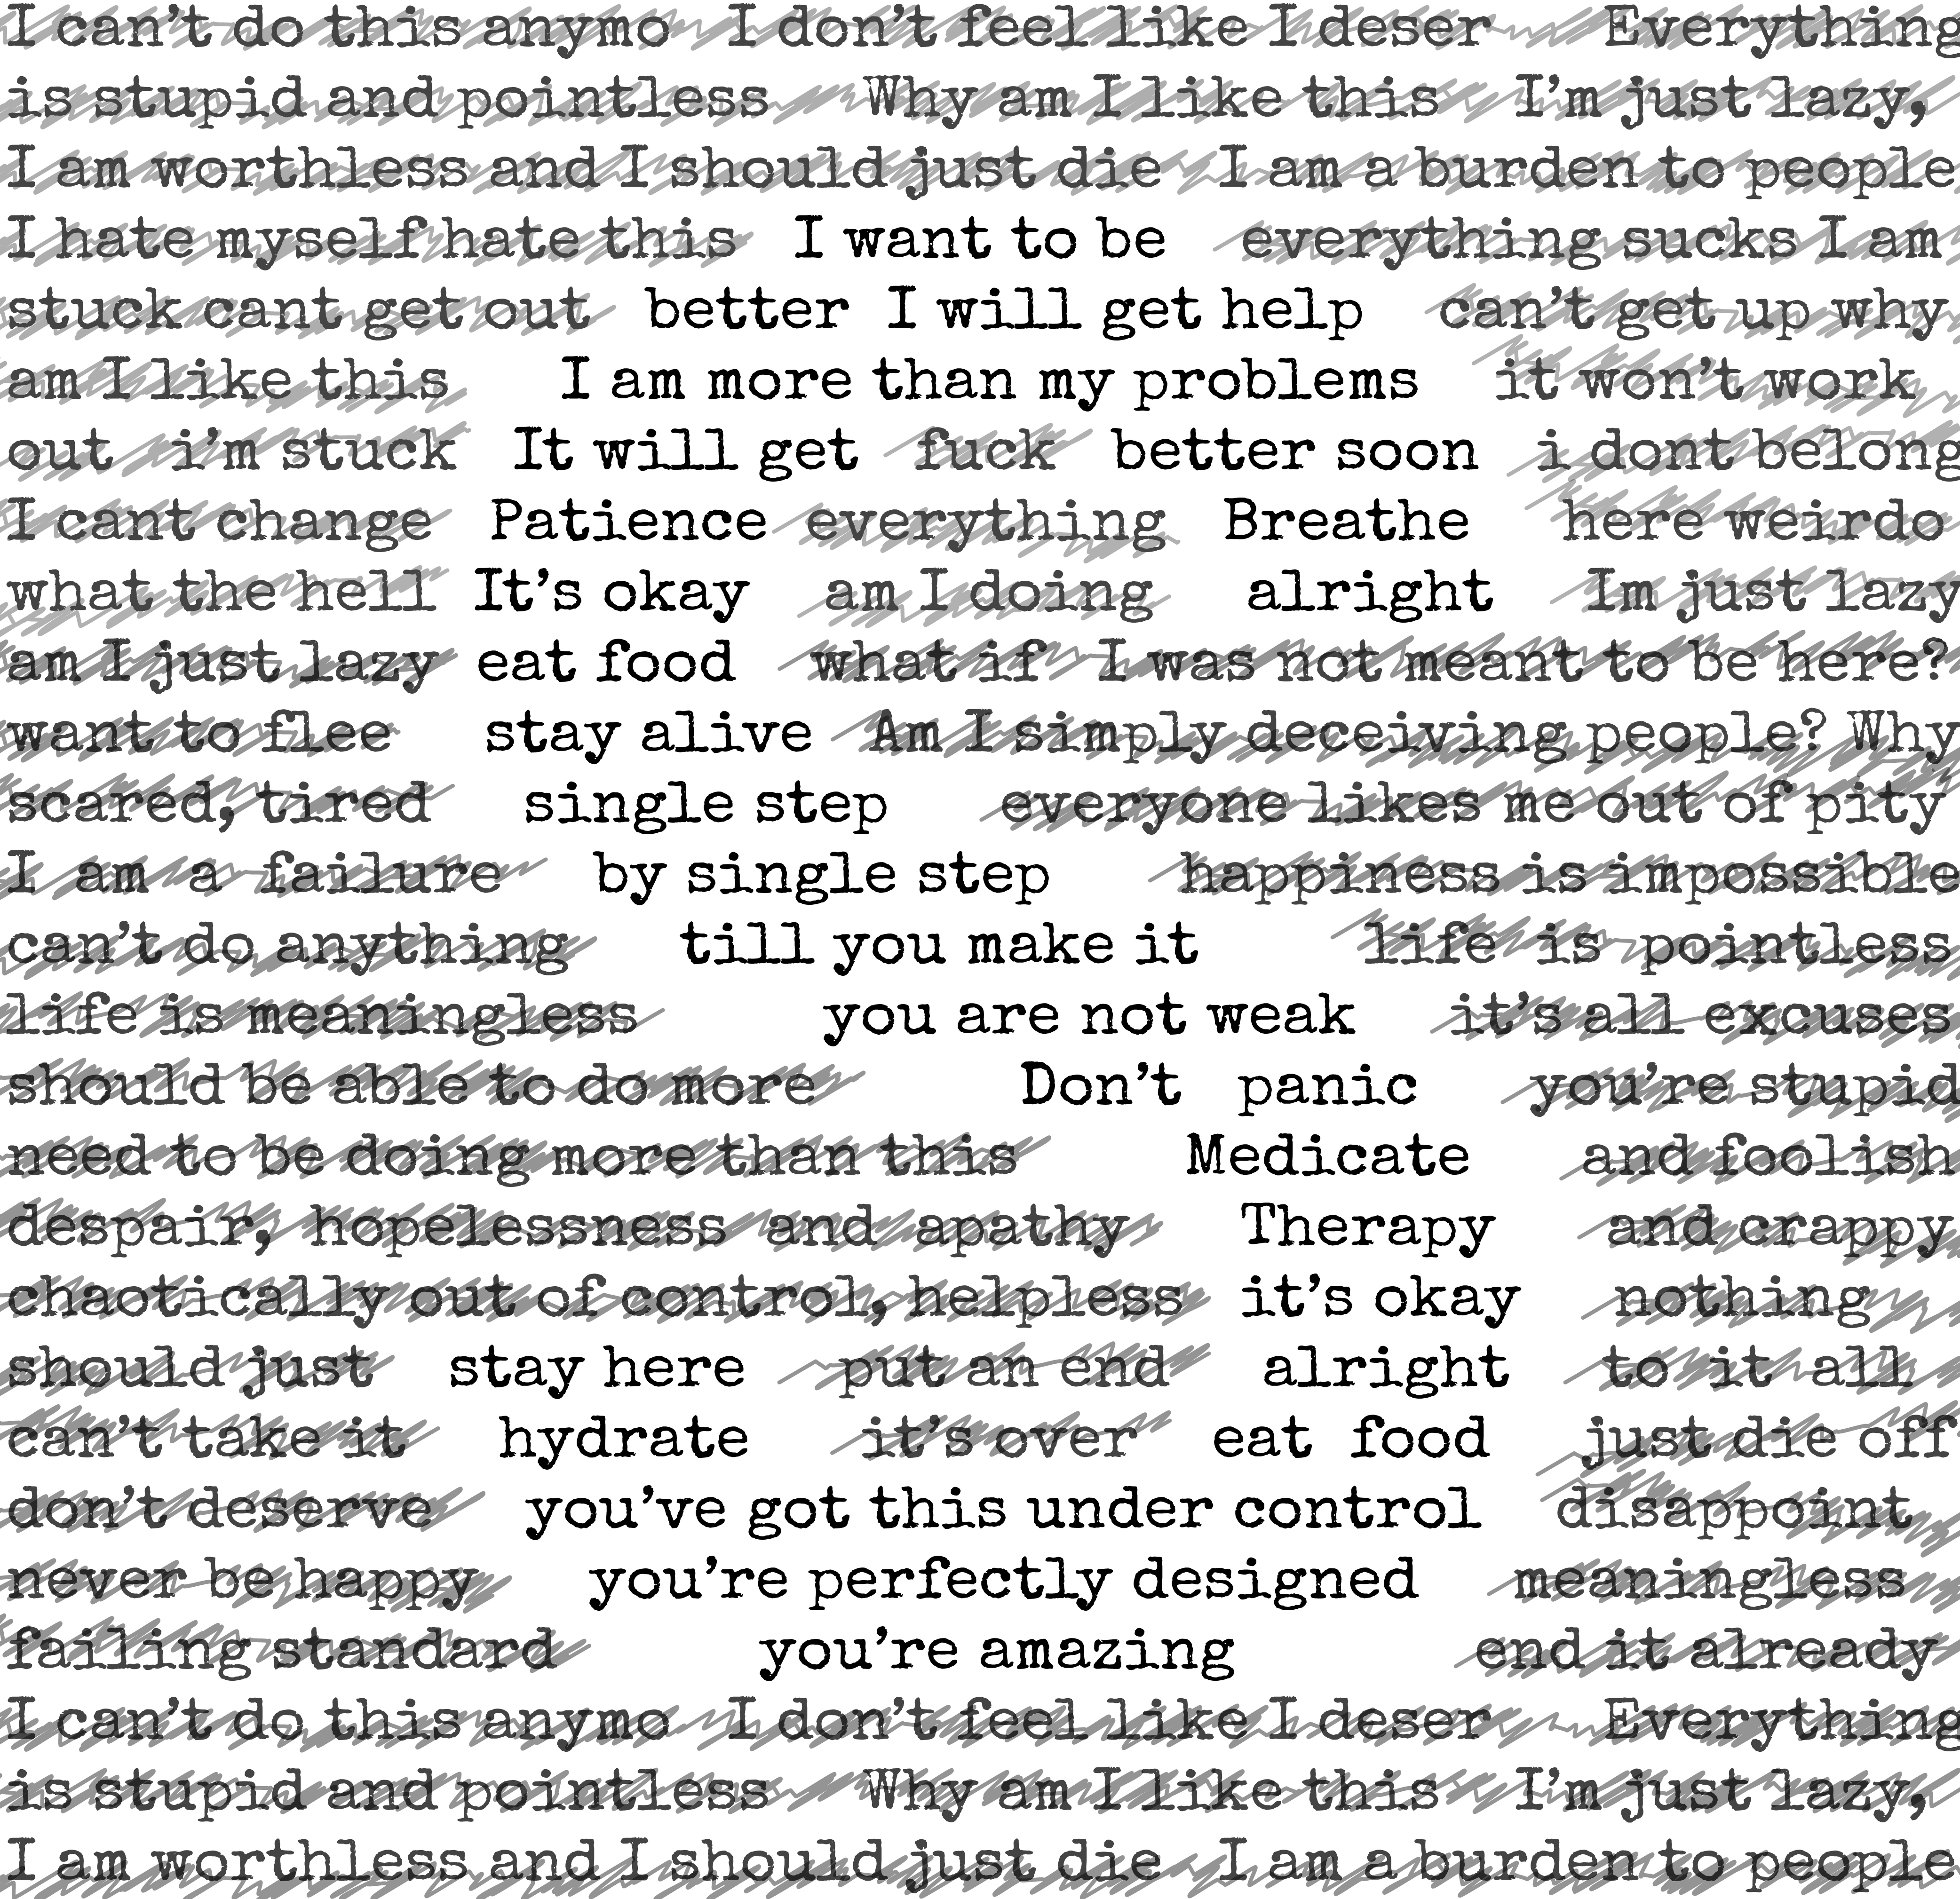 I can't do this anymo I don't feel like I deser Everything
is stupid and pointless Why am I like this I'm just lazy,
I am worthless and I should just die I am a burden to people
I hate myself hate this I want to be everything sucks I am
stuck cant get out better I will get help can't get up why
am I like this I am more than my problems it won't work
out i'm stuck It will get fuck better soon i dont belong
I cant change Patience everything Breathe here weirdo
what the hell It's okay am I doing alright Im just lazy
am I just lazy eat food what if I was not meant to be here?
want to flee stay alive Am I simply deceiving people? Why
scared, tired single step everyone likes me out of pity
I am a failure by single step happiness is impossible
can't do anything till you make it life is pointless
life is meaningless you are not weak it's all excuses
should be able to do more Don't panic you're stupid
need to be doing more than this Medicate and foolish
despair, hopelessness and apathy Therapy and crappy
chaotically out of control, helpless it's okay nothing
should just stay here put an end alright to it all
can't take it hydrate it's over eat food just die off
don't deserve you've got this under control disappoint
never be happy you're perfectly designed meaningless
failing standard you're amazing end it already
I can't do this anymo I don't feel like I deser Everything
is stupid and pointless Why am I like this I'm just lazy,
I am worthless and I should just die I am a burden to people